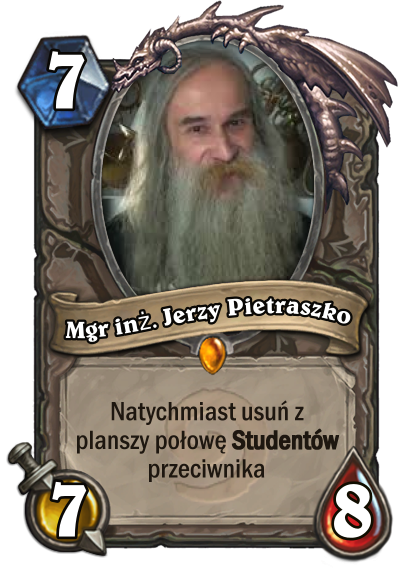 7
Mgr inż. Jerzy Pietraszko
Natychmiast usuń z
planszy połowę Studentów
przeciwnika
7
8